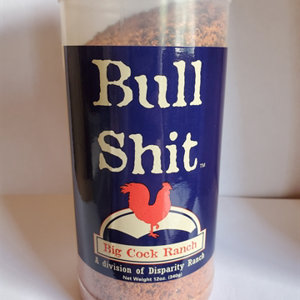 Bull
Shit™
Big Cock Ranch
A division of Disparity Ranch
Net Weight 12oz. (340g)